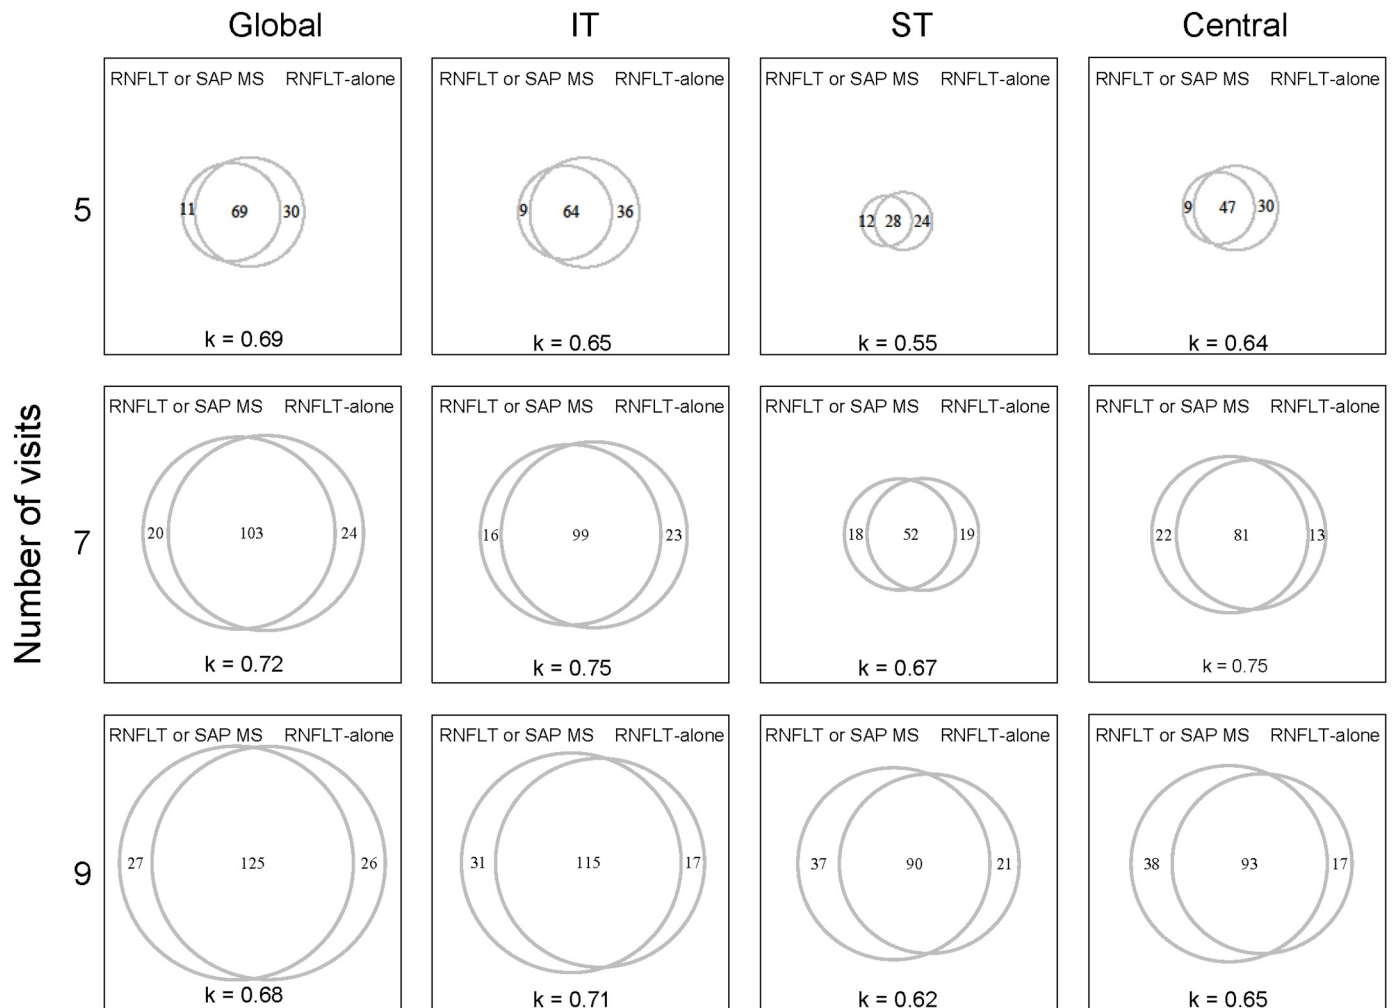 Global IT ST Central
RNFLT or SAP MS RNFLT-alone RNFLT or SAP MS RNFLT-alone RNFLT or SAP MS RNFLT-alone RNFLT or SAP MS RNFLT-alone
5 11 69 30 9 64 36 12 28 24 9 47 30
k = 0.69 k = 0.65 k = 0.55 k = 0.64
RNFLT or SAP MS RNFLT-alone RNFLT or SAP MS RNFLT-alone RNFLT or SAP MS RNFLT-alone RNFLT or SAP MS RNFLT-alone
Number of visits
7 20 103 24 16 99 23 18 52 19 22 81 13
k = 0.72 k = 0.75 k = 0.67 k = 0.75
RNFLT or SAP MS RNFLT-alone RNFLT or SAP MS RNFLT-alone RNFLT or SAP MS RNFLT-alone RNFLT or SAP MS RNFLT-alone
9 27 125 26 31 115 17 37 90 21 38 93 17
k = 0.68 k = 0.71 k = 0.62 k = 0.65